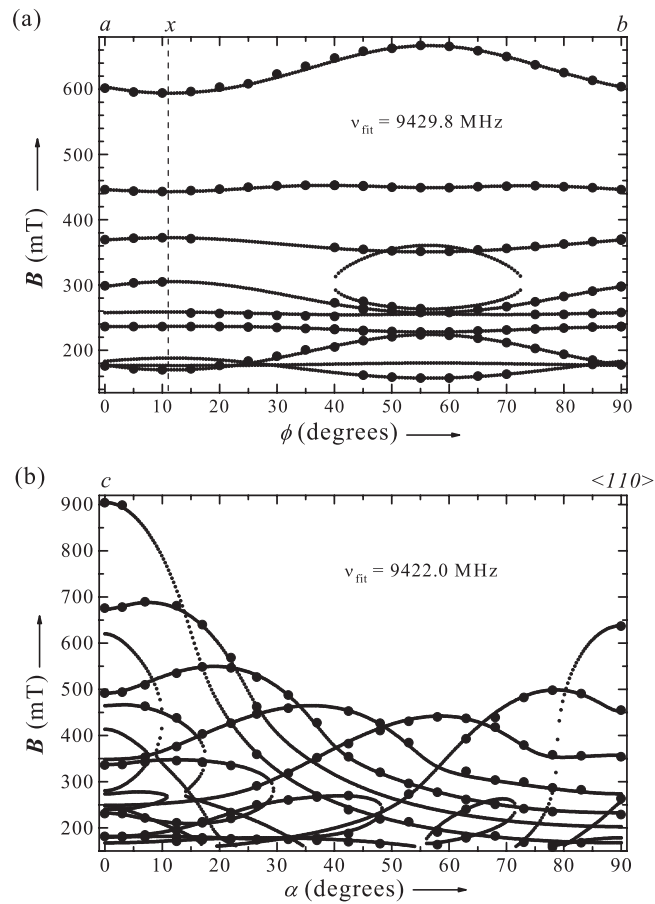 (a)
a x b
600
500
400
300
200
B (mT)
ν fit = 9429.8 MHz
0 10 20 30 40 50 60 70 80 90
ϕ (degrees)
(b)
c <110>
900
800
700
600
500
400
300
200
B (mT)
ν fit = 9422.0 MHz
0 10 20 30 40 50 60 70 80 90
α (degrees)